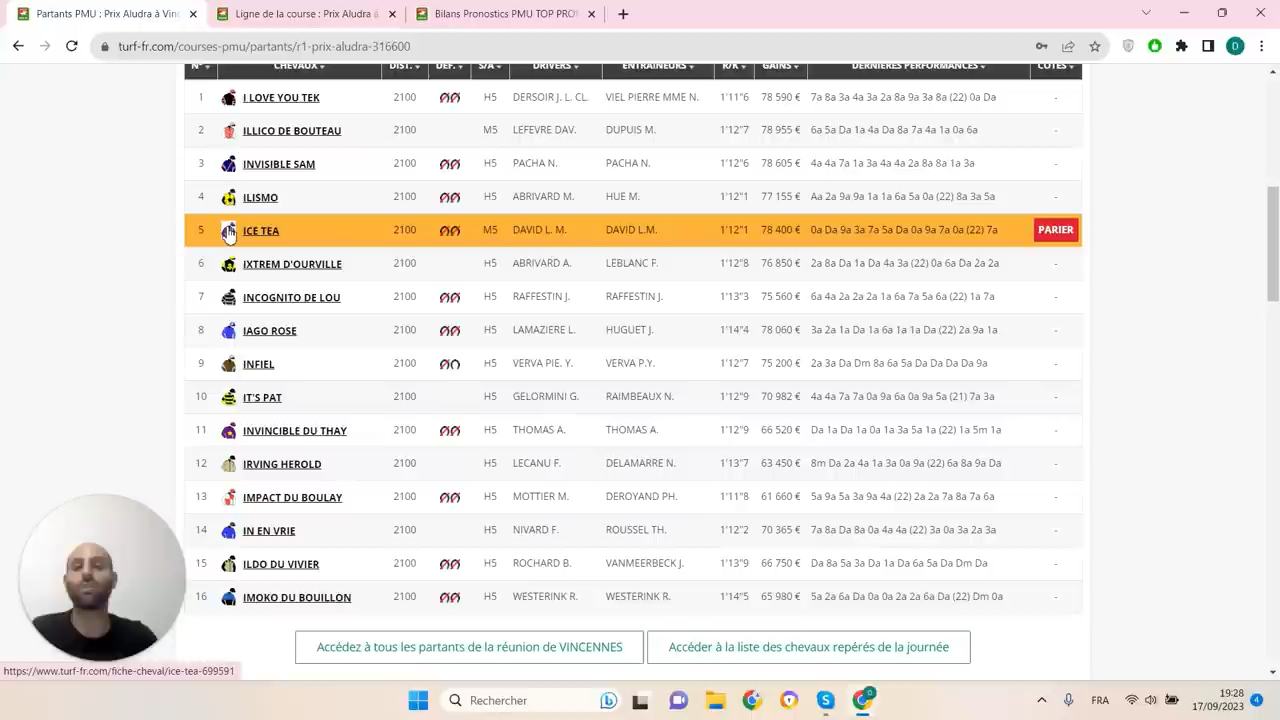 Partants PMU : Prix Aludra à Vinc
Ligne de la course : Prix Aludra à
Bilans Pronostics PMU TOP PRO
turf-fr.com/courses-pmu/partants/r1-prix-aludra-316600
D
N° CHEVAUX DIST. DEF. S/A DRIVERS ENTRAÎNEURS R/K GAINS DERNIÈRES PERFORMANCES COTES
1 I LOVE YOU TEK 2100 H5 DERSOIR J. L. CL. VIEL PIERRE MME N. 1'11"6 78 590 € 7a 8a 3a 4a 3a 2a 8a 9a 3a 8a (22) 0a Da -
2 ILLICO DE BOUTEAU 2100 M5 LEFEVRE DAV. DUPUIS M. 1'12"7 78 955 € 6a 5a Da 1a 4a Da 8a 7a 4a 1a 0a 6a -
3 INVISIBLE SAM 2100 H5 PACHA N. PACHA N. 1'12"6 78 605 € 4a 4a 7a 1a 3a 4a 4a 2a 8a 8a 1a 3a -
4 ILISMO 2100 H5 ABRIVARD M. HUE M. 1'12"1 77 155 € Aa 2a 9a 9a 1a 1a 6a 5a 0a (22) 8a 3a 5a -
5 ICE TEA 2100 M5 DAVID L. M. DAVID L.M. 1'12"1 78 400 € 0a Da 9a 3a 7a 5a Da 0a 9a 7a 0a (22) 7a PARIER
6 IXTREM D'OURVILLE 2100 H5 ABRIVARD A. LEBLANC F. 1'12"8 76 850 € 2a 8a Da 1a Da 4a 3a (22) 0a 6a Da 2a 2a -
7 INCOGNITO DE LOU 2100 H5 RAFFESTIN J. RAFFESTIN J. 1'13"3 75 560 € 6a 4a 2a 2a 2a 1a 6a 7a 5a 6a (22) 1a 7a -
8 IAGO ROSE 2100 H5 LAMAZIERE L. HUGUET J. 1'14"4 78 060 € 3a 2a 1a Da 1a 6a 1a 1a Da (22) 2a 9a 1a -
9 INFIEL 2100 H5 VERVA PIE. Y. VERVA P.Y. 1'12"7 75 200 € 2a 3a Da Dm 8a 6a 5a Da Da Da Da 9a -
10 IT'S PAT 2100 H5 GELORMINI G. RAIMBEAUX N. 1'12"9 70 982 € 4a 4a 7a 7a 0a 9a 6a 0a 9a 5a (21) 7a 3a -
11 INVINCIBLE DU THAY 2100 H5 THOMAS A. THOMAS A. 1'12"9 66 520 € Da 1a Da 1a 0a 1a 3a 5a 1a (22) 1a 5m 1a -
12 IRVING HEROLD 2100 H5 LECANU F. DELAMARRE N. 1'13"7 63 450 € 8m Da 2a 4a 1a 3a 0a 9a (22) 6a 8a 9a Da -
13 IMPACT DU BOULAY 2100 H5 MOTTIER M. DEROYAND PH. 1'11"8 61 660 € 5a 9a 5a 3a 9a 4a (22) 2a 2a 7a 8a 7a 6a -
14 IN EN VRIE 2100 H5 NIVARD F. ROUSSEL TH. 1'12"2 70 365 € 7a 8a Da 8a 0a 4a 4a (22) 3a 0a 3a 2a 3a -
15 ILDO DU VIVIER 2100 H5 ROCHARD B. VANMEERBECK J. 1'13"9 66 750 € Da 8a 5a 3a Da 1a Da 6a 5a Da Dm Da -
16 IMOKO DU BOUILLON 2100 H5 WESTERINK R. WESTERINK R. 1'14"5 65 980 € 5a 2a 6a Da 0a 0a 2a 2a 6a Da (22) Dm 0a -
Accédez à tous les partants de la réunion de VINCENNES
Accéder à la liste des chevaux repérés de la journée
https://www.turf-fr.com/fiche-cheval/ice-tea-699591
Rechercher
FRA
19:28
17/09/2023